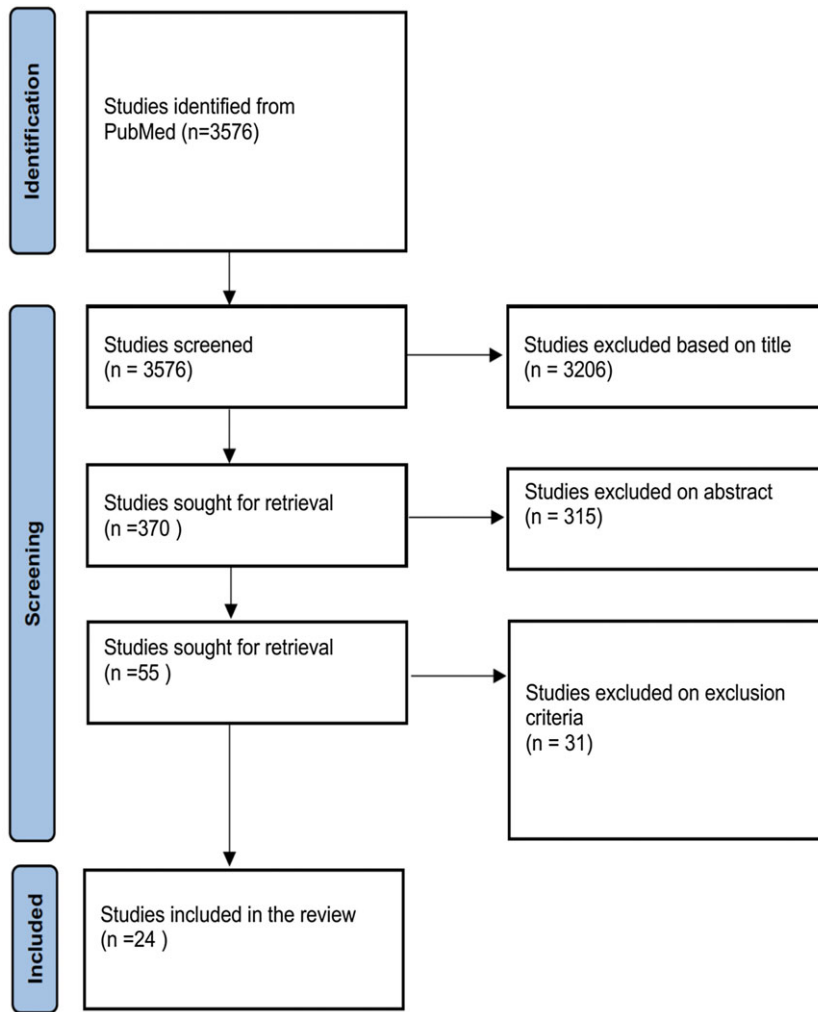 Identification
Studies identified from
PubMed (n=3576)
Screening
Studies screened
(n = 3576)
Studies excluded based on title
(n = 3206)
Studies sought for retrieval
(n =370 )
Studies excluded on abstract
(n = 315)
Studies sought for retrieval
(n =55 )
Studies excluded on exclusion
criteria
(n = 31)
Included
Studies included in the review
(n =24 )